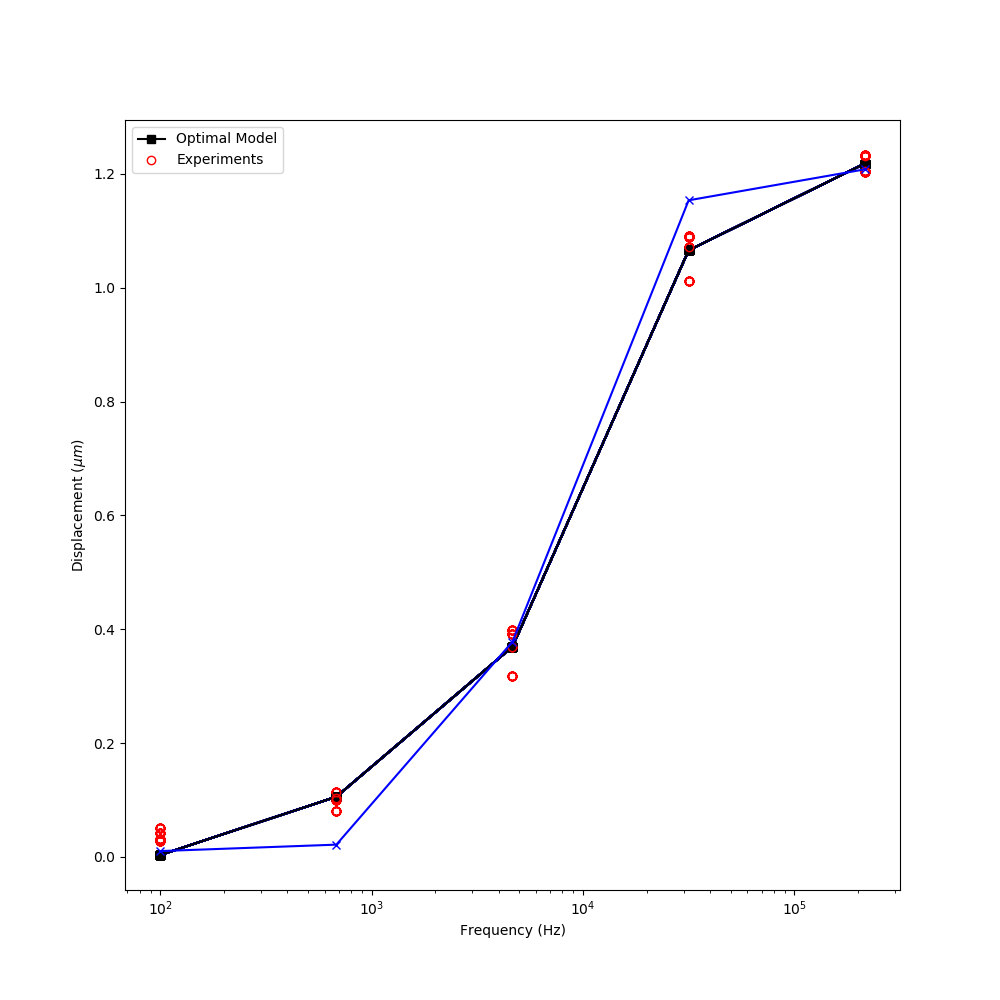 Optimal Model
Experiments
1.2
1.0
0.8
0.6
0.4
0.2
0.0
Displacement (μm)
10²
10³
10⁴
10⁵
Frequency (Hz)